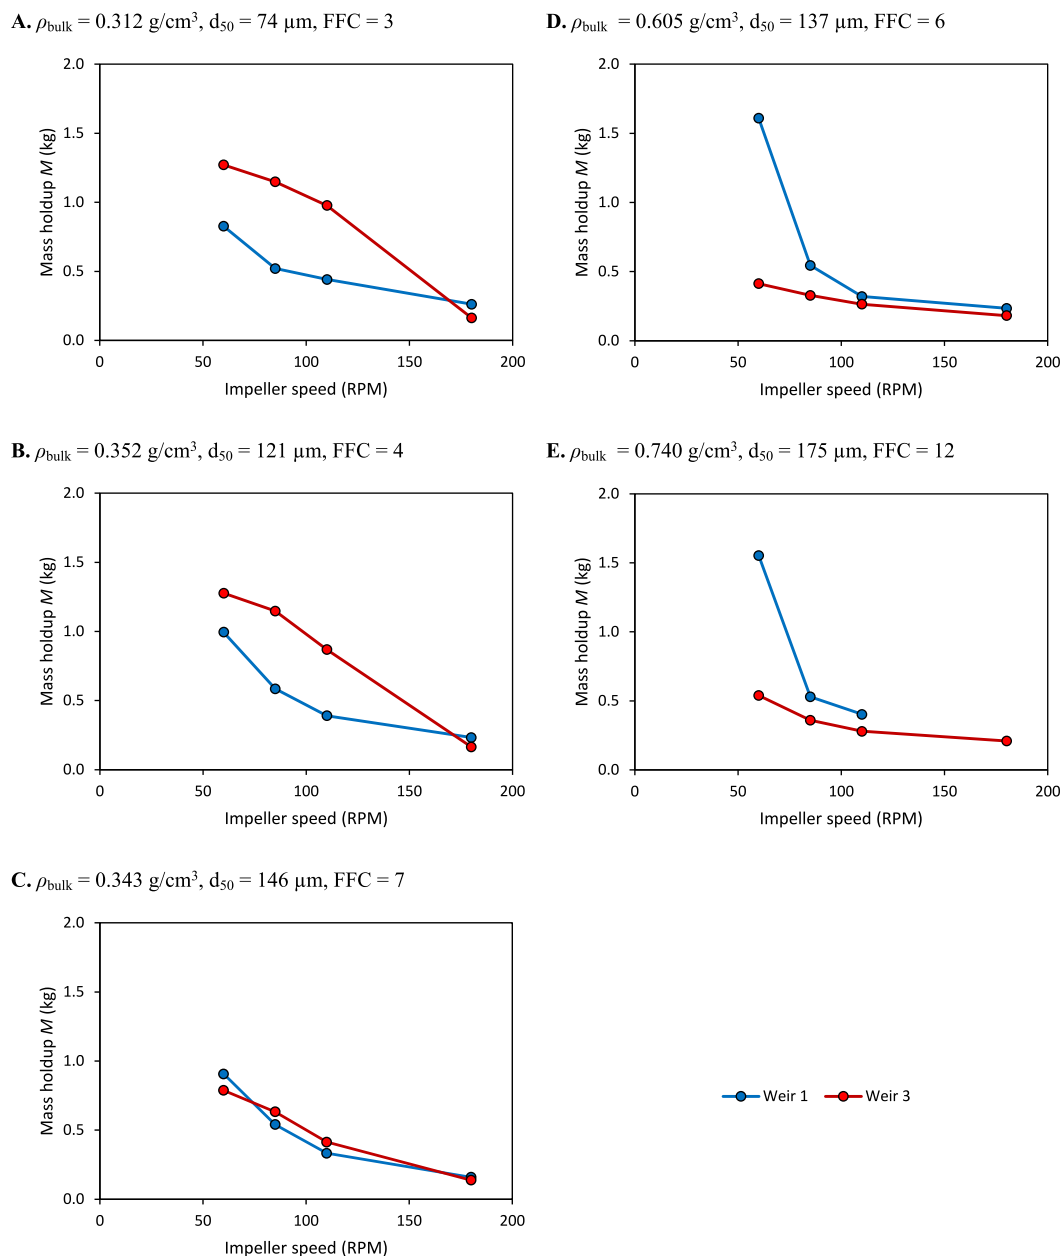 A. ρbulk = 0.312 g/cm³, d₅₀ = 74 µm, FFC = 3
2.0
1.5
1.0
0.5
0.0
Mass holdup M (kg)
0 50 100 150 200
Impeller speed (RPM)
B. ρbulk = 0.352 g/cm³, d₅₀ = 121 µm, FFC = 4
2.0
1.5
1.0
0.5
0.0
Mass holdup M (kg)
0 50 100 150 200
Impeller speed (RPM)
C. ρbulk = 0.343 g/cm³, d₅₀ = 146 µm, FFC = 7
2.0
1.5
1.0
0.5
0.0
Mass holdup M (kg)
0 50 100 150 200
Impeller speed (RPM)
D. ρbulk = 0.605 g/cm³, d₅₀ = 137 µm, FFC = 6
2.0
1.5
1.0
0.5
0.0
Mass holdup M (kg)
0 50 100 150 200
Impeller speed (RPM)
E. ρbulk = 0.740 g/cm³, d₅₀ = 175 µm, FFC = 12
2.0
1.5
1.0
0.5
0.0
Mass holdup M (kg)
0 50 100 150 200
Impeller speed (RPM)
Weir 1 Weir 3